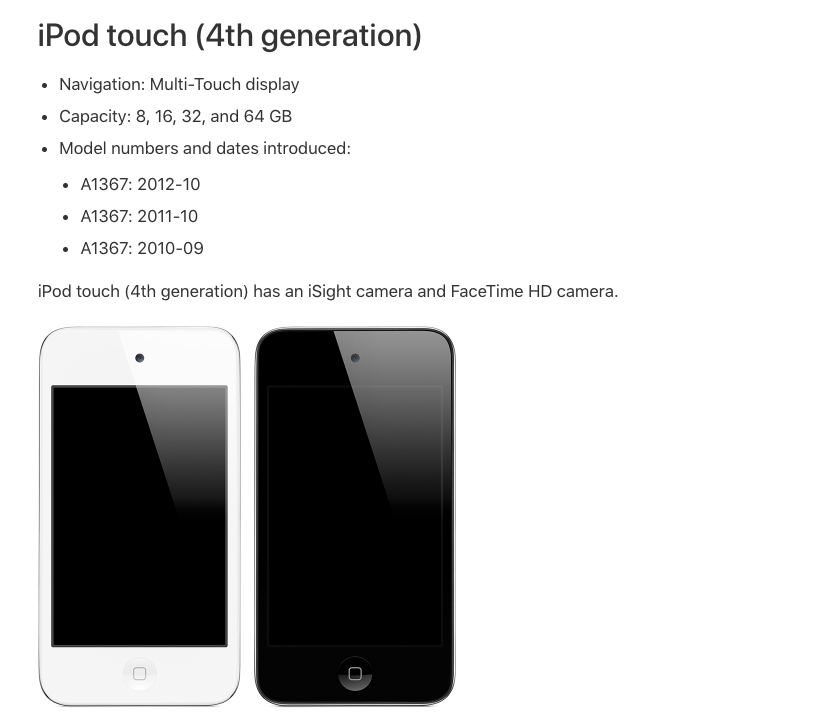 iPod touch (4th generation)
Navigation: Multi-Touch display
Capacity: 8, 16, 32, and 64 GB
Model numbers and dates introduced:
A1367: 2012-10
A1367: 2011-10
A1367: 2010-09
iPod touch (4th generation) has an iSight camera and FaceTime HD camera.